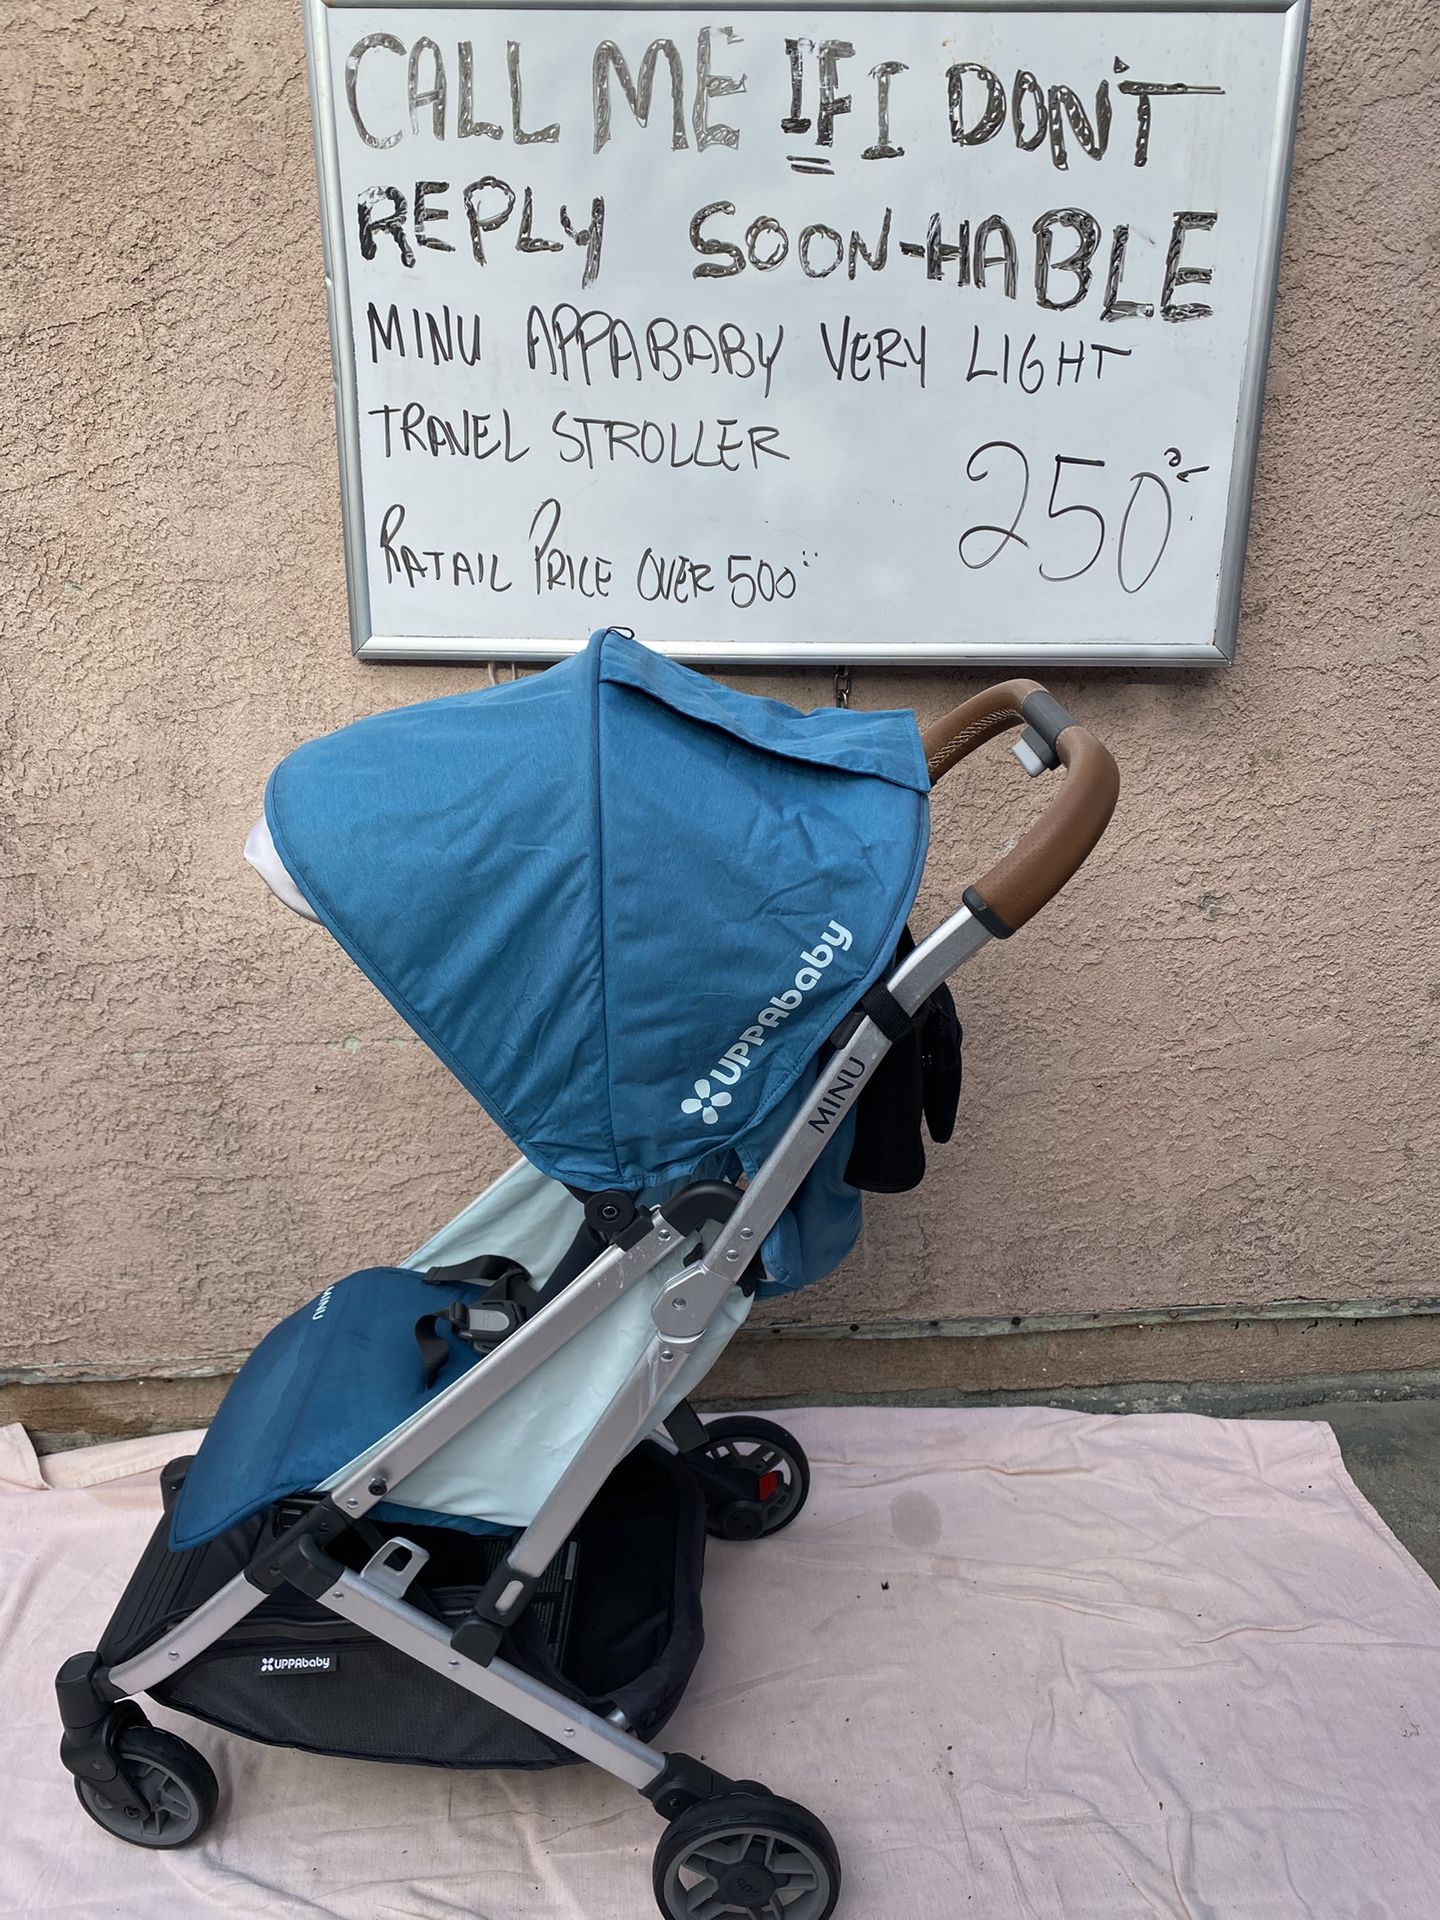 CALL ME IF I DON'T
REPLY SOON-HABLE
MINU APPABABY VERY LIGHT
TRAVEL STROLLER
RATAIL PRICE OVER 500
250
UPPAbaby
MINU
MINU
UPPAbaby